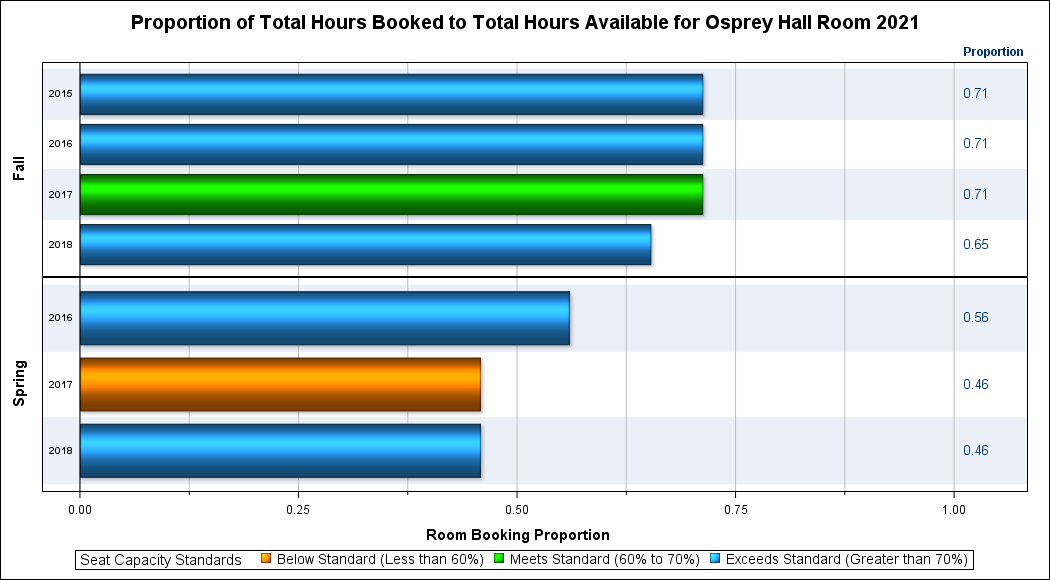 Proportion of Total Hours Booked to Total Hours Available for Osprey Hall Room 2021
Proportion
Fall
2015 0.71
2016 0.71
2017 0.71
2018 0.65
Spring
2016 0.56
2017 0.46
2018 0.46
0.00 0.25 0.50 0.75 1.00
Room Booking Proportion
Seat Capacity Standards Below Standard (Less than 60%) Meets Standard (60% to 70%) Exceeds Standard (Greater than 70%)